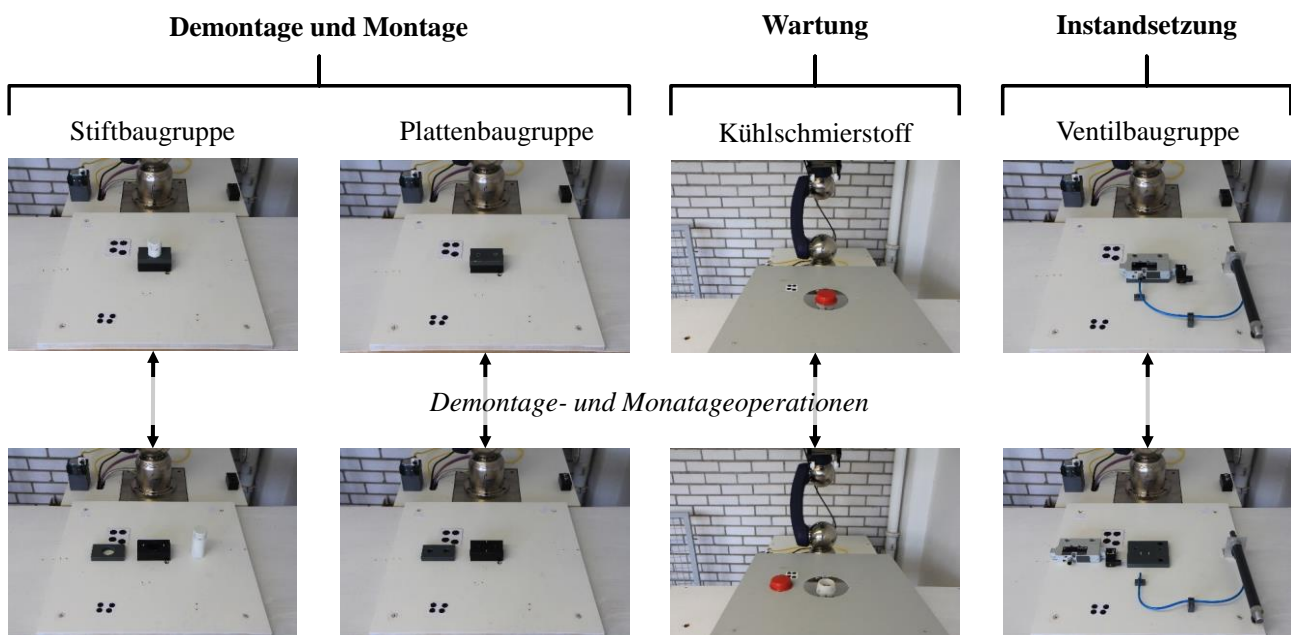 Demontage und Montage
Wartung
Instandsetzung
Stiftbaugruppe
Plattenbaugruppe
Kühlschmierstoff
Ventilbaugruppe
Demontage- und Monatageoperationen